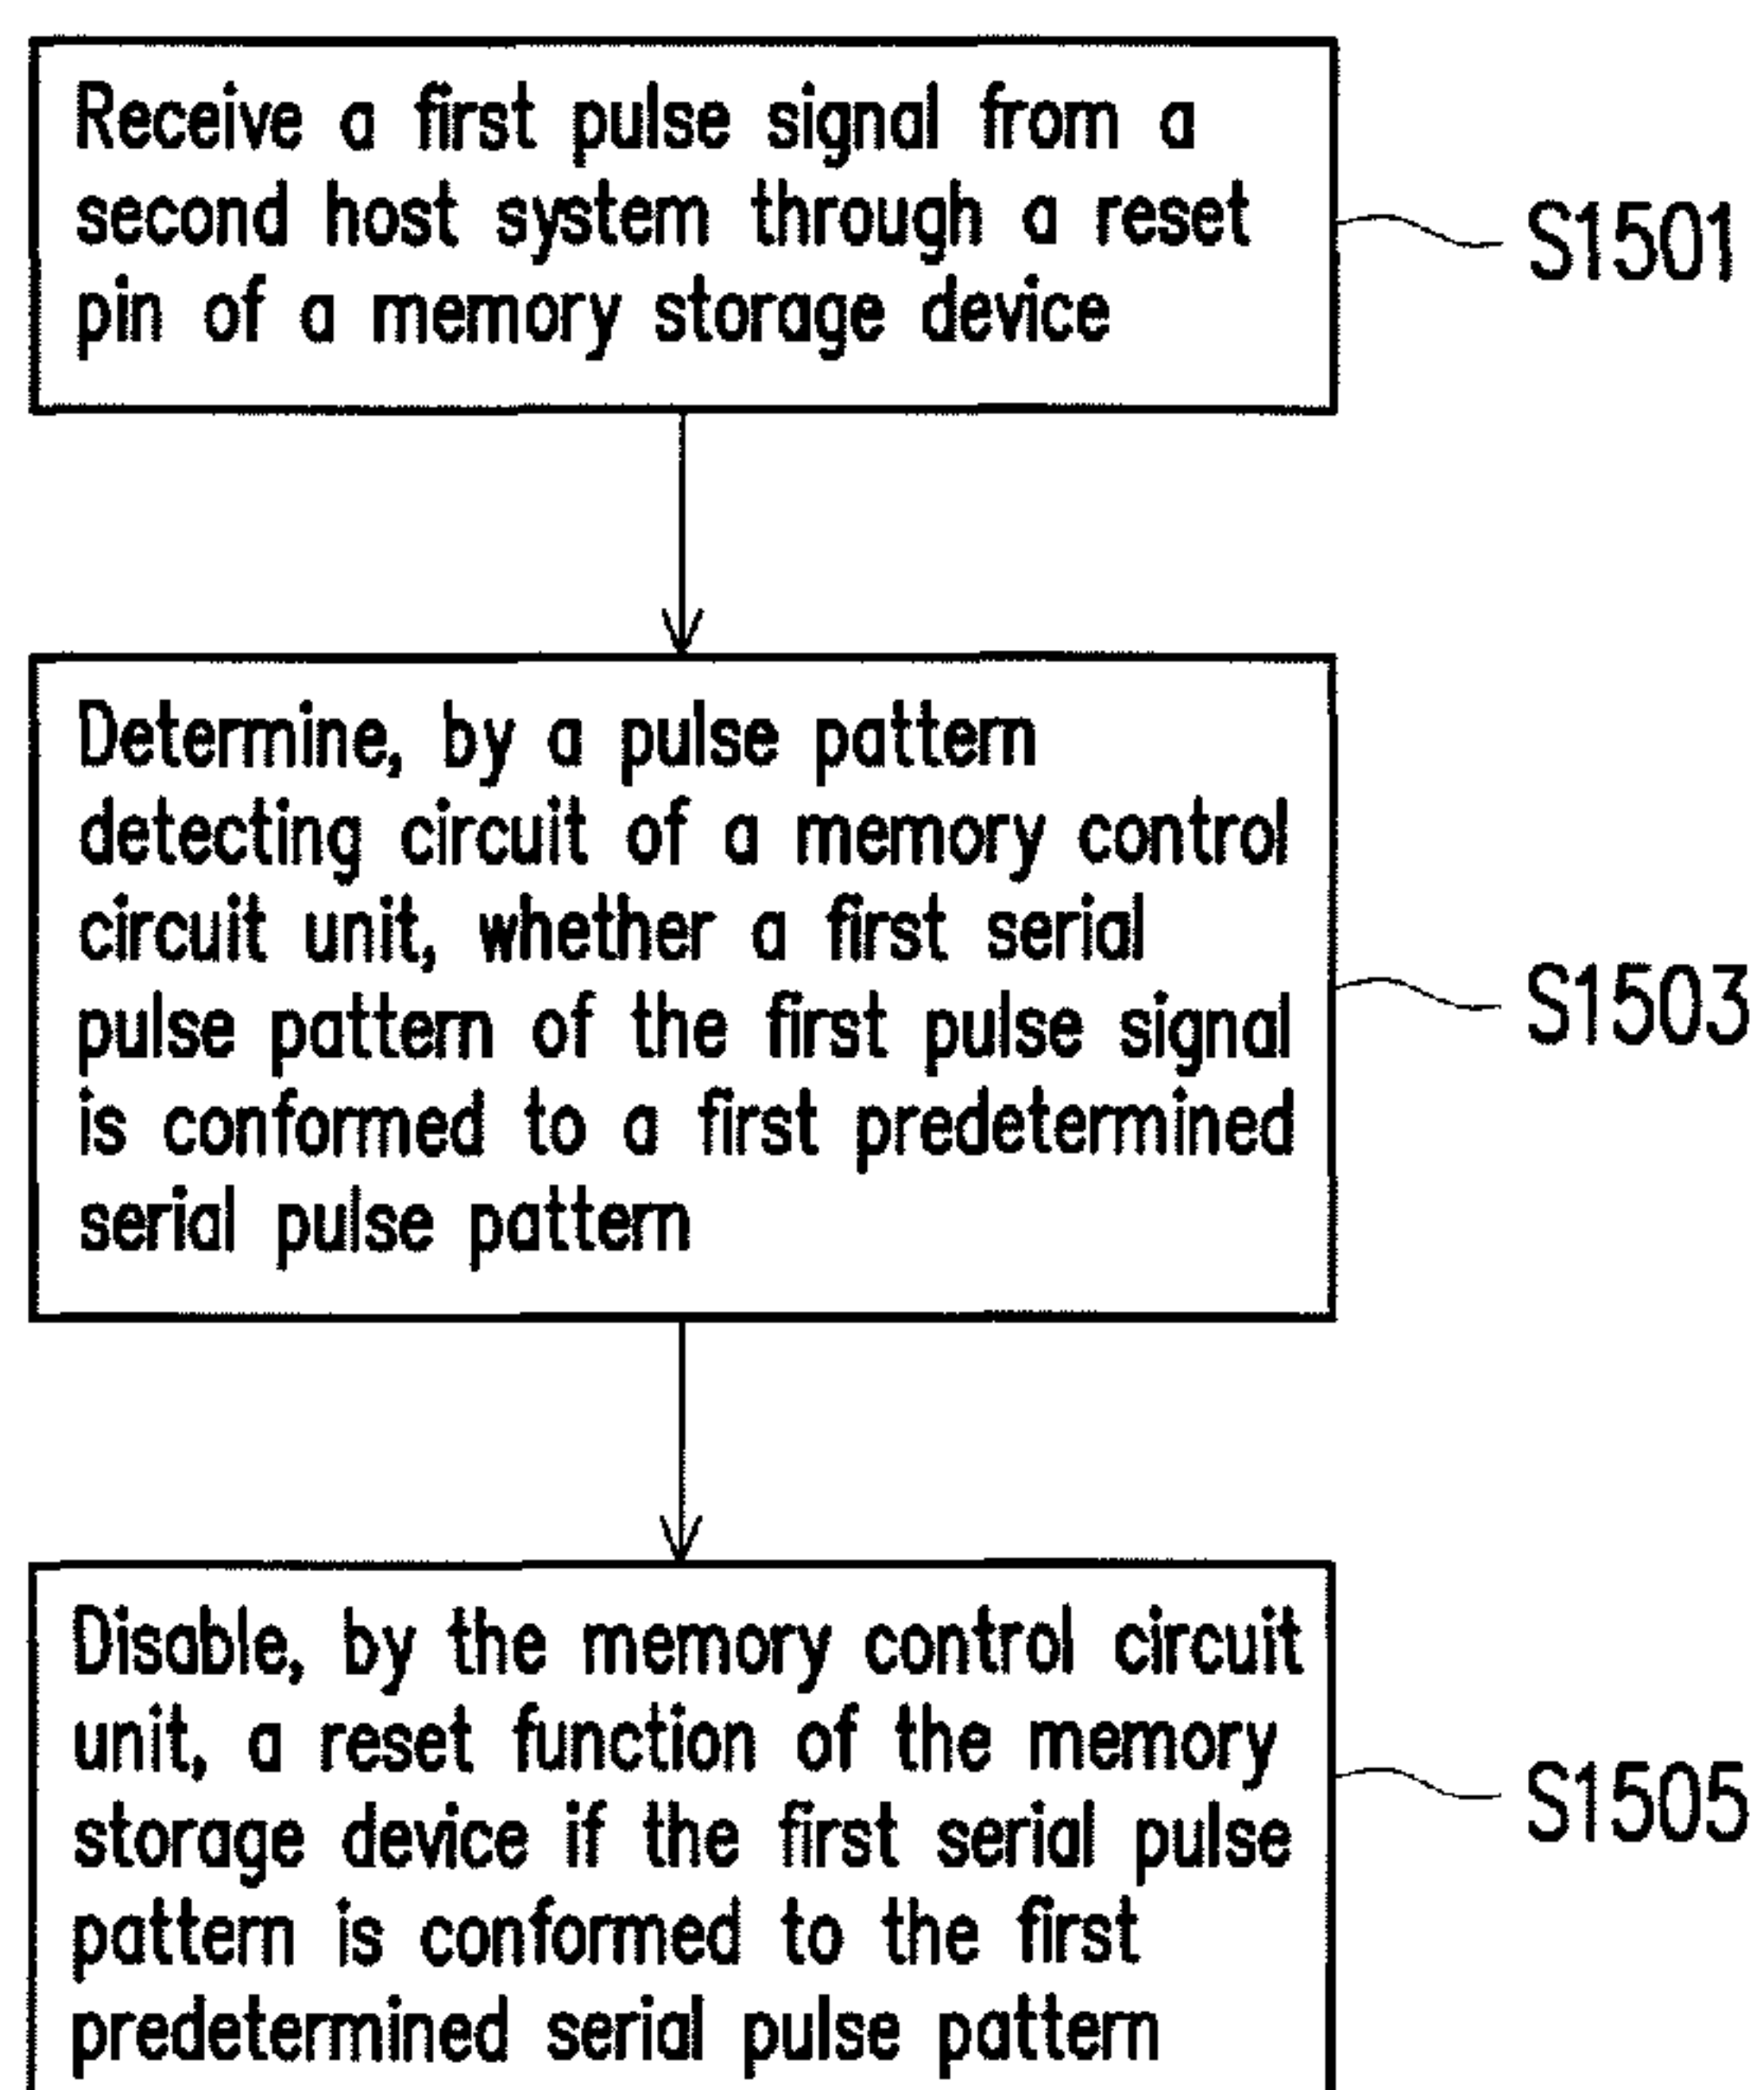 Receive a first pulse signal from a
second host system through a reset
pin of a memory storage device
S1501
Determine, by a pulse pattern
detecting circuit of a memory control
circuit unit, whether a first serial
pulse pattern of the first pulse signal
is conformed to a first predetermined
serial pulse pattern
S1503
Disable, by the memory control circuit
unit, a reset function of the memory
storage device if the first serial pulse
pattern is conformed to the first
predetermined serial pulse pattern
S1505